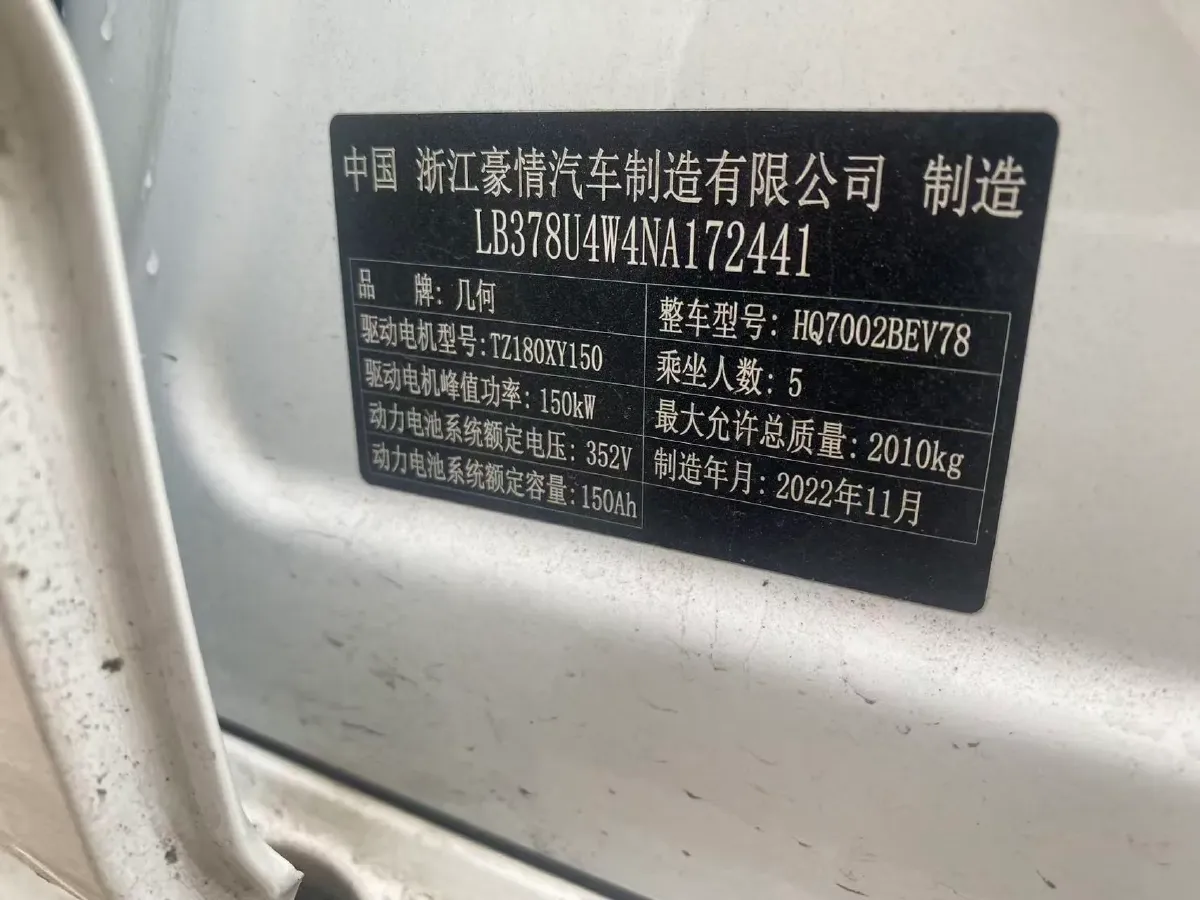 中国 浙江豪情汽车制造有限公司 制造
LB378U4W4NA172441
品 牌: 几何
驱动电机型号:TZ180XY150
驱动电机峰值功率: 150kW
动力电池系统额定电压: 352V
动力电池系统额定容量:150Ah
整车型号: HQ7002BEV78
乘坐人数: 5
最大允许总质量: 2010kg
制造年月: 2022年11月